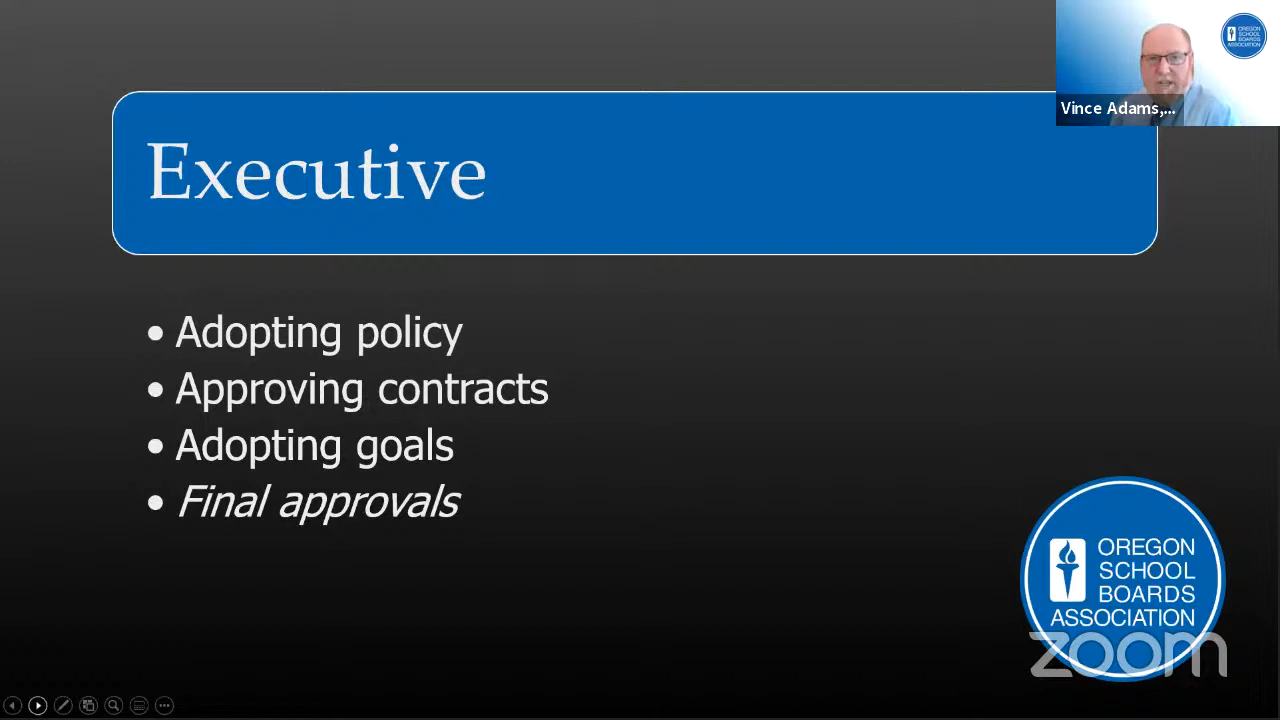 OREGON
SCHOOL
BOARDS
ASSOCIATION
Vince Adams,...
Executive
• Adopting policy
• Approving contracts
• Adopting goals
• Final approvals
OREGON
SCHOOL
BOARDS
ASSOCIATION
zoom